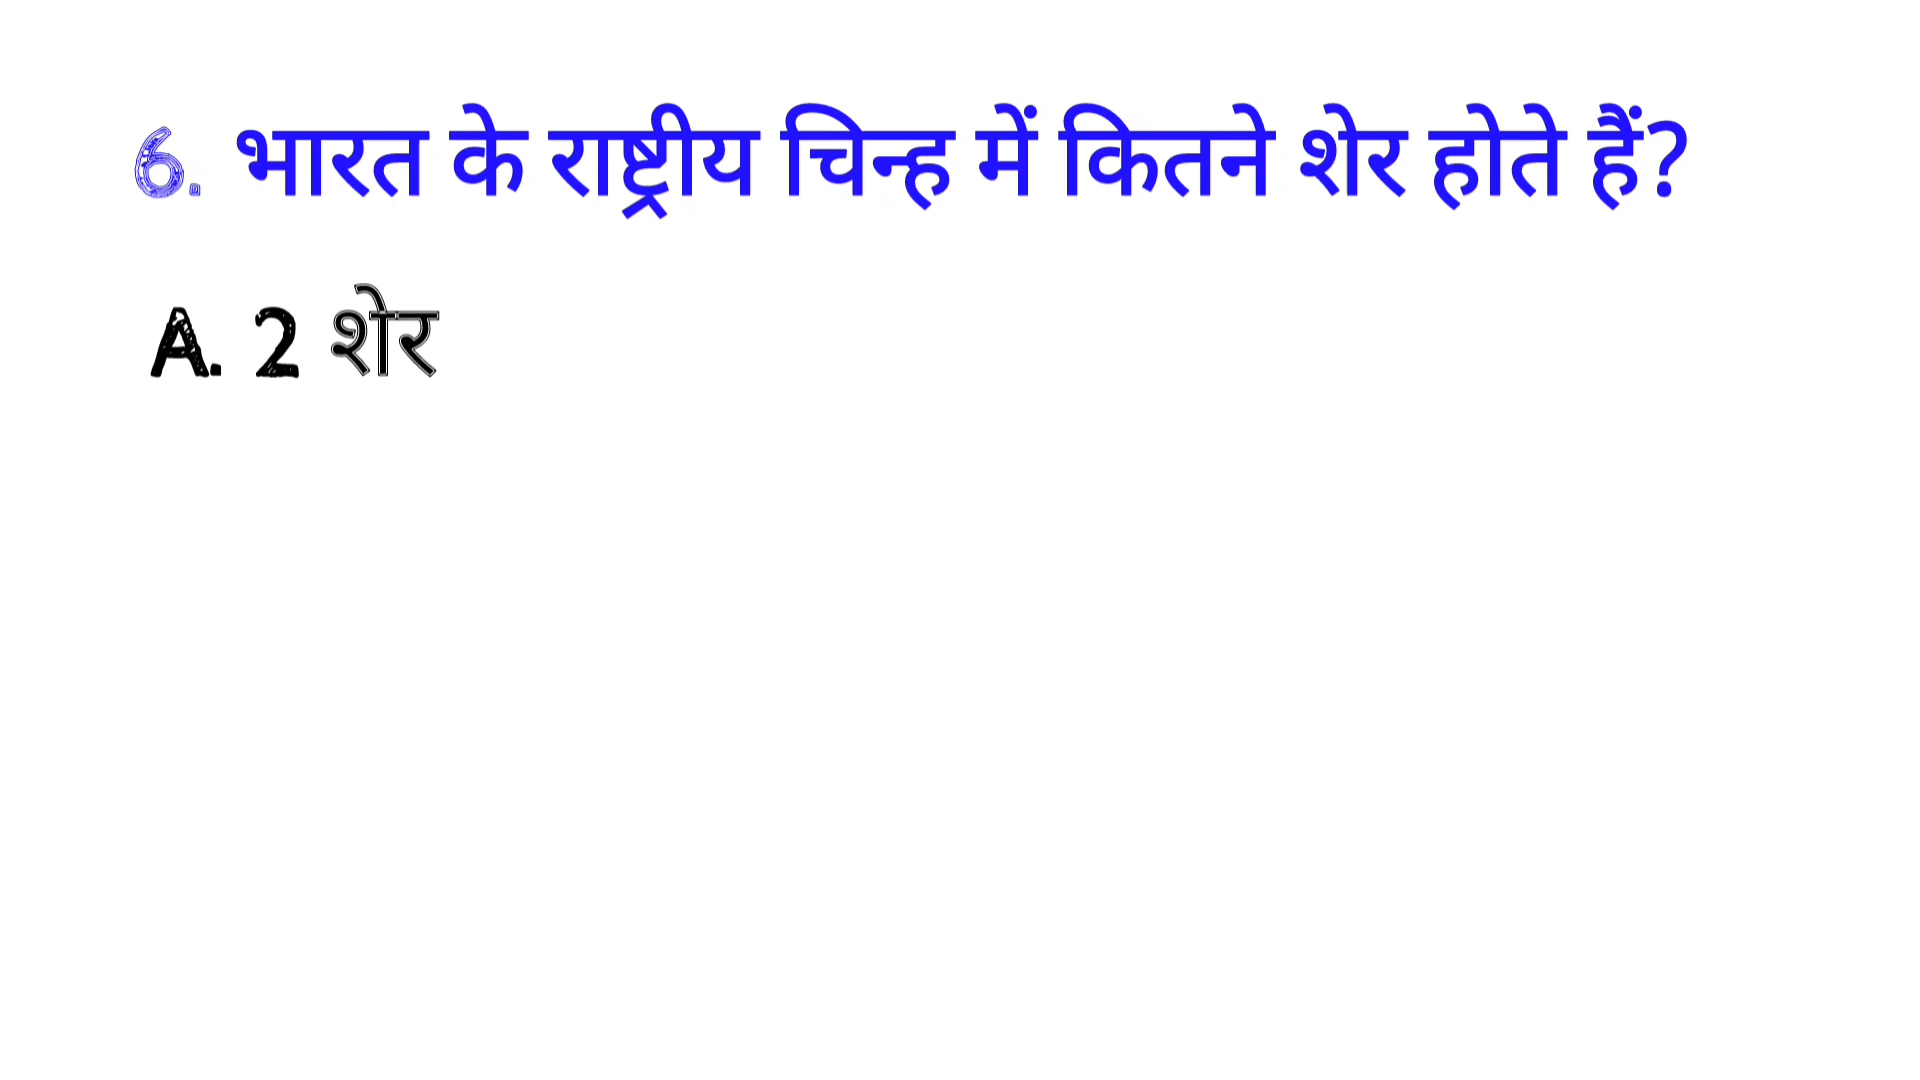 6. भारत के राष्ट्रीय चिन्ह में कितने शेर होते हैं?
A. 2 शेर